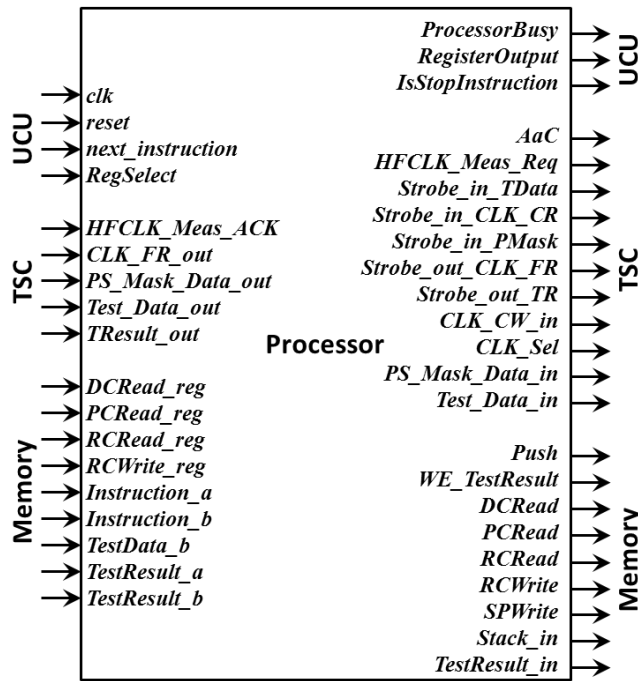 UCU
clk
reset
next_instruction
RegSelect
TSC
HFCLK_Meas_ACK
CLK_FR_out
PS_Mask_Data_out
Test_Data_out
TResult_out
Memory
DCRead_reg
PCRead_reg
RCRead_reg
RCWrite_reg
Instruction_a
Instruction_b
TestData_b
TestResult_a
TestResult_b
Processor
ProcessorBusy
RegisterOutput
IsStopInstruction
UCU
AaC
HFCLK_Meas_Req
Strobe_in_TData
Strobe_in_CLK_CR
Strobe_in_PMask
Strobe_out_CLK_FR
Strobe_out_TR
CLK_CW_in
CLK_Sel
PS_Mask_Data_in
Test_Data_in
TSC
Push
WE_TestResult
DCRead
PCRead
RCRead
RCWrite
SPWrite
Stack_in
TestResult_in
Memory